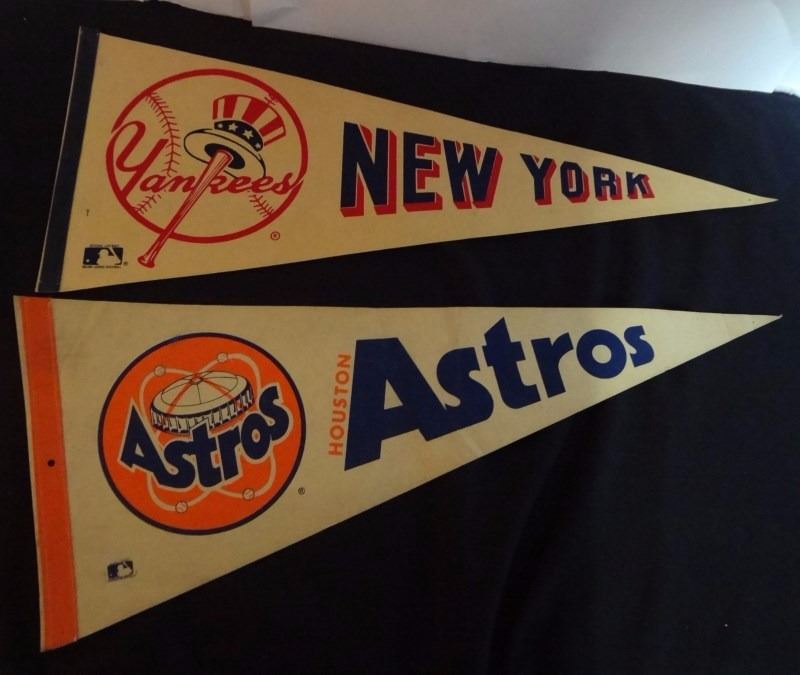 Yankees
NEW YORK
®
®
Astros
HOUSTON
Astros
®